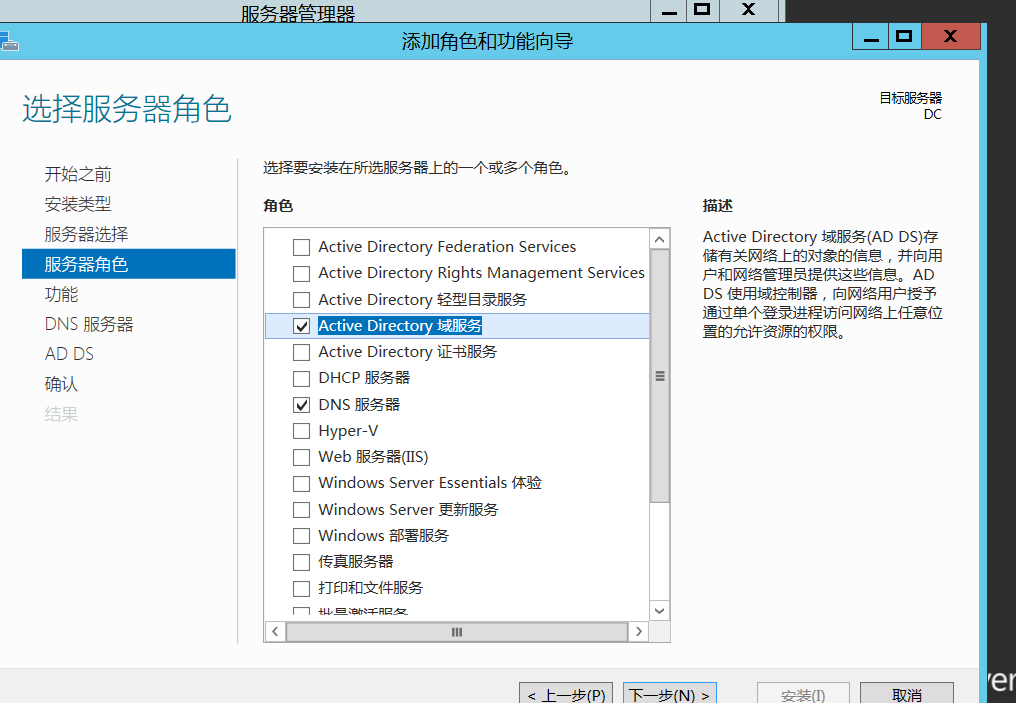 服务器管理器
添加角色和功能向导
选择服务器角色
目标服务器
DC
开始之前
安装类型
服务器选择
服务器角色
功能
DNS 服务器
AD DS
确认
结果
选择要安装在所选服务器上的一个或多个角色。
角色
Active Directory Federation Services
Active Directory Rights Management Services
Active Directory 轻型目录服务
Active Directory 域服务
Active Directory 证书服务
DHCP 服务器
DNS 服务器
Hyper-V
Web 服务器(IIS)
Windows Server Essentials 体验
Windows Server 更新服务
Windows 部署服务
传真服务器
打印和文件服务
批量激活服务
描述
Active Directory 域服务(AD DS)存
储有关网络上的对象的信息，并向用
户和网络管理员提供这些信息。AD
DS 使用域控制器，向网络用户授予
通过单个登录进程访问网络上任意位
置的允许资源的权限。
< 上一步(P)
下一步(N) >
安装(I)
取消